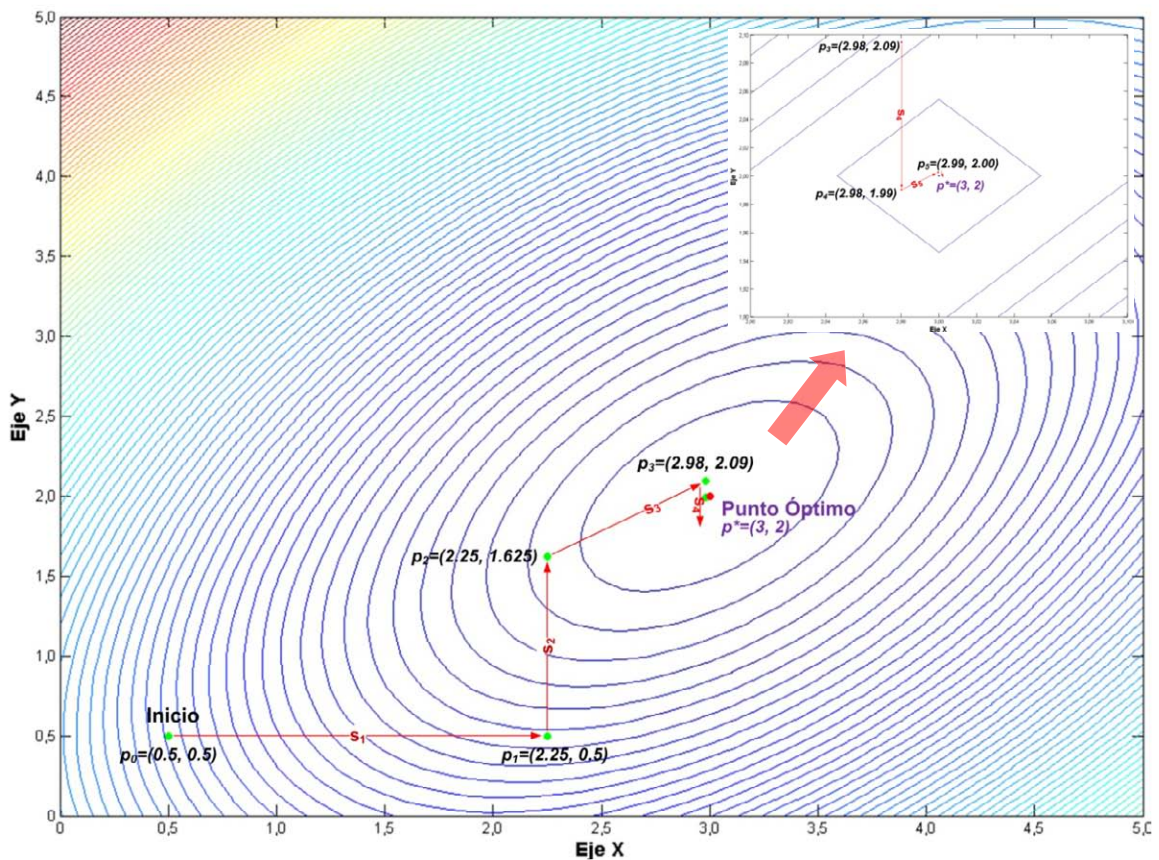 5,0
4,5
4,0
3,5
3,0
2,5
2,0
1,5
1,0
0,5
0
Eje Y
0
0,5
1,0
1,5
2,0
2,5
3,0
3,5
4,0
4,5
5,0
Eje X
Inicio
p₀=(0.5, 0.5)
S₁
p₁=(2.25, 0.5)
S₂
p₂=(2.25, 1.625)
S₃
p₃=(2.98, 2.09)
S₄
Punto Óptimo
p*=(3, 2)
p₃=(2.98, 2.09)
S₄
p₅=(2.99, 2.00)
S₅
p₄=(2.98, 1.99)
p*=(3, 2)
Eje Y
Eje X